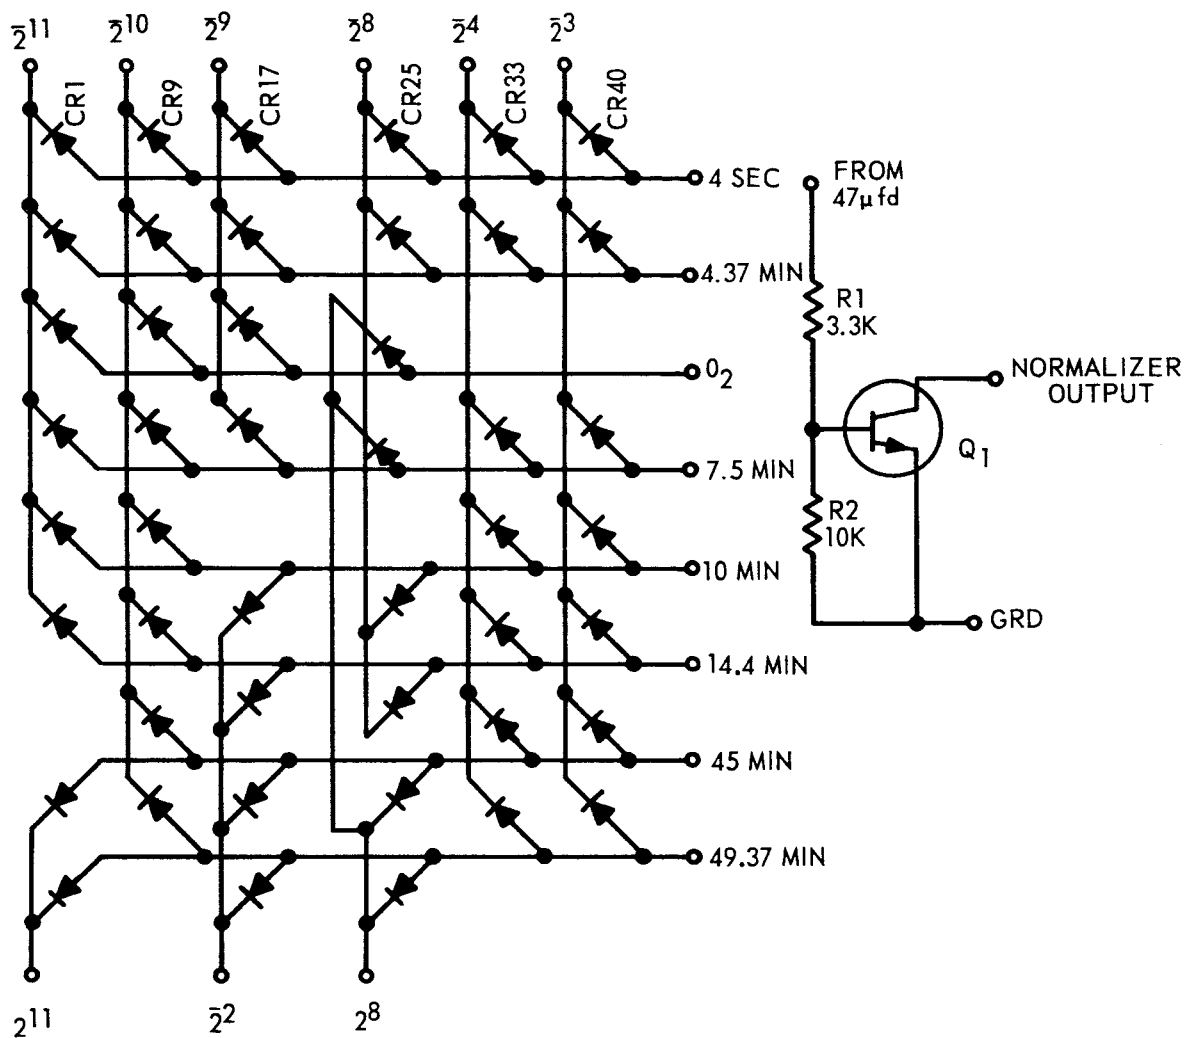 2̄11 2̄10 2̄9 2̄8 2̄4 2̄3
CR1 CR9 CR17 CR25 CR33 CR40
4 SEC
4.37 MIN
02
7.5 MIN
10 MIN
14.4 MIN
45 MIN
49.37 MIN
211 2̄2 28
FROM
47μfd
R1
3.3K
NORMALIZER
OUTPUT
Q1
R2
10K
GRD